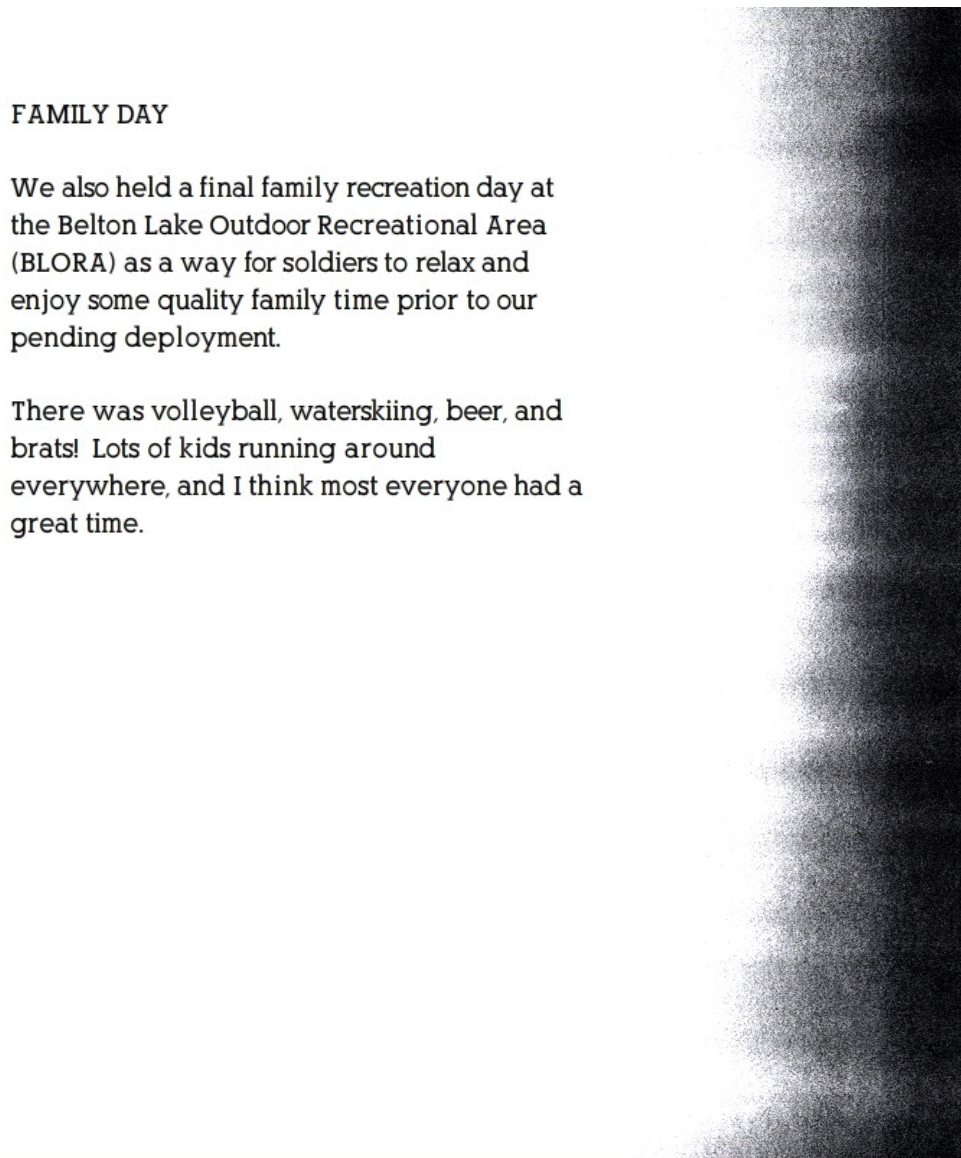 FAMILY DAY
We also held a final family recreation day at
the Belton Lake Outdoor Recreational Area
(BLORA) as a way for soldiers to relax and
enjoy some quality family time prior to our
pending deployment.
There was volleyball, waterskiing, beer, and
brats!  Lots of kids running around
everywhere, and I think most everyone had a
great time.